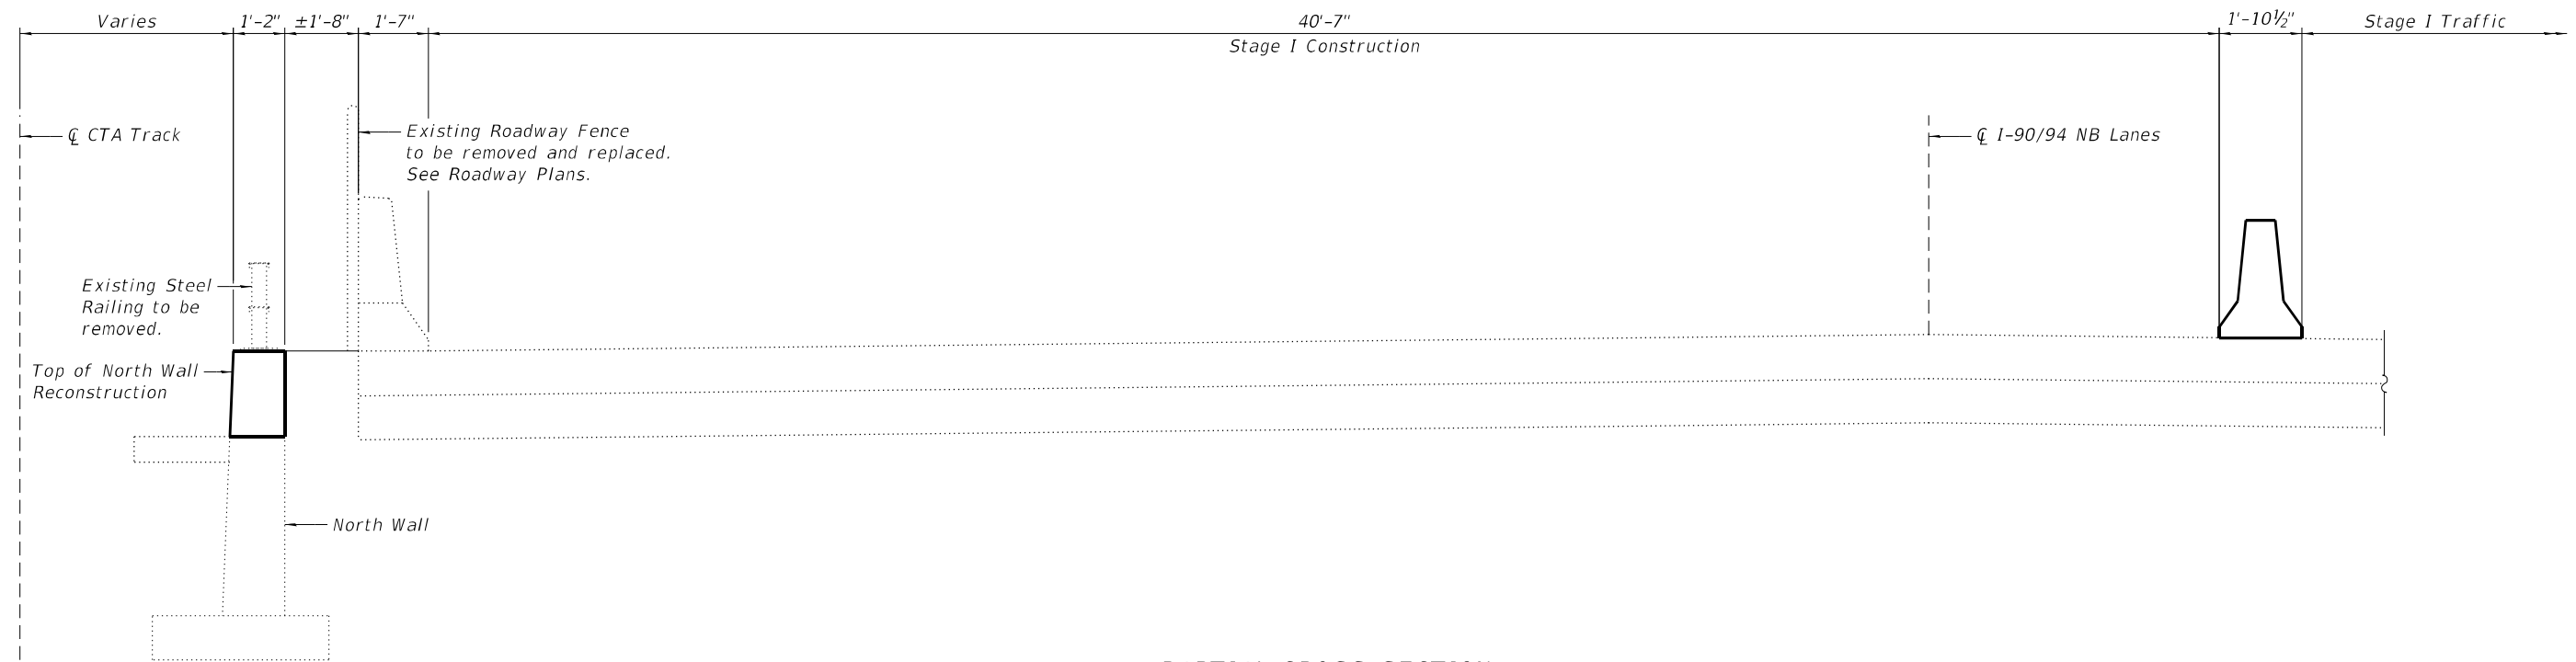 Varies 1'-2" ±1'-8" 1'-7" 40'-7" 1'-10½" Stage I Traffic
Stage I Construction
℄ CTA Track
Existing Roadway Fence
to be removed and replaced.
See Roadway Plans.
℄ I-90/94 NB Lanes
Existing Steel
Railing to be
removed.
Top of North Wall
Reconstruction
North Wall